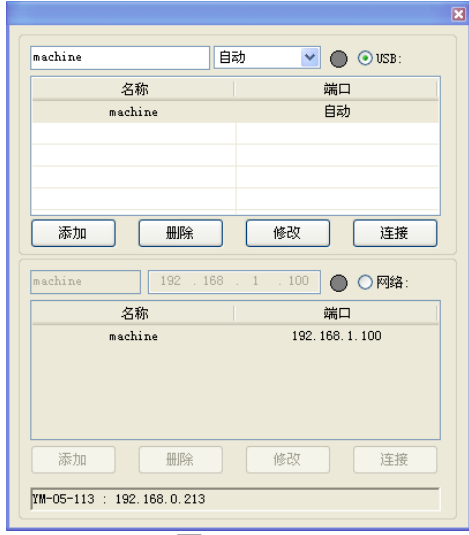 machine 自动 USB:
名称 端口
machine 自动
添加 删除 修改 连接
machine 192 . 168 . 1 . 100 网络:
名称 端口
machine 192.168.1.100
添加 删除 修改 连接
YM-05-113 : 192.168.0.213